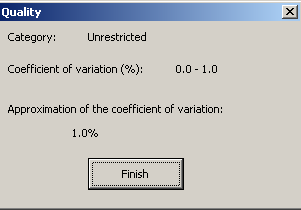 Quality
Category: Unrestricted
Coefficient of variation (%): 0.0 - 1.0
Approximation of the coefficient of variation:
1.0%
Finish